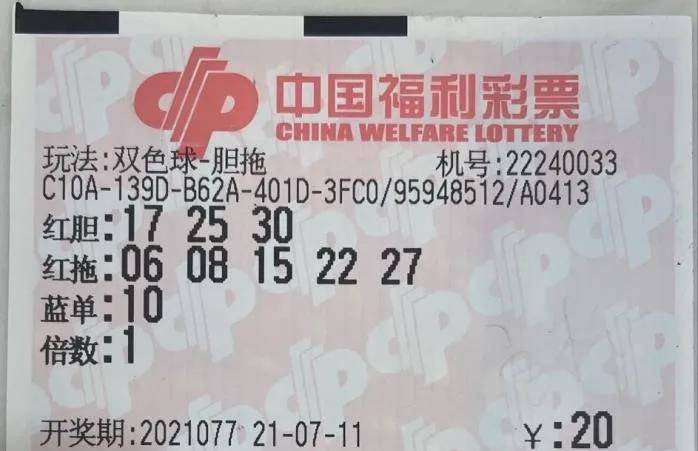 中国福利彩票
CHINA WELFARE LOTTERY
玩法:双色球-胆拖 机号:22240033
C10A-139D-B62A-401D-3FC0/95948512/A0413
红胆:17 25 30
红拖:06 08 15 22 27
蓝单:10
倍数:1
开奖期:2021077 21-07-11 ¥:20